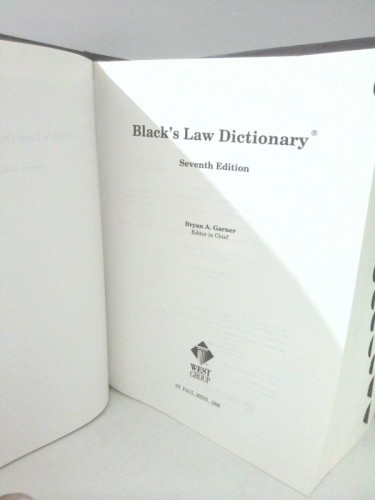 Black's Law Dictionary®
Seventh Edition
Bryan A. Garner
Editor in Chief
WEST
GROUP
ST. PAUL, MINN., 1999